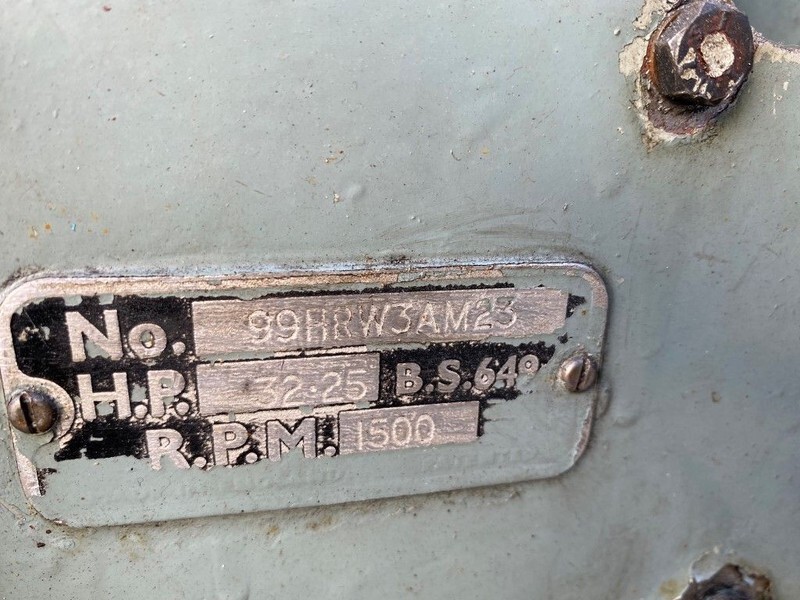 No. 99HRW3AM23
H.P. 32·25 B.S.649
R.P.M. 1500